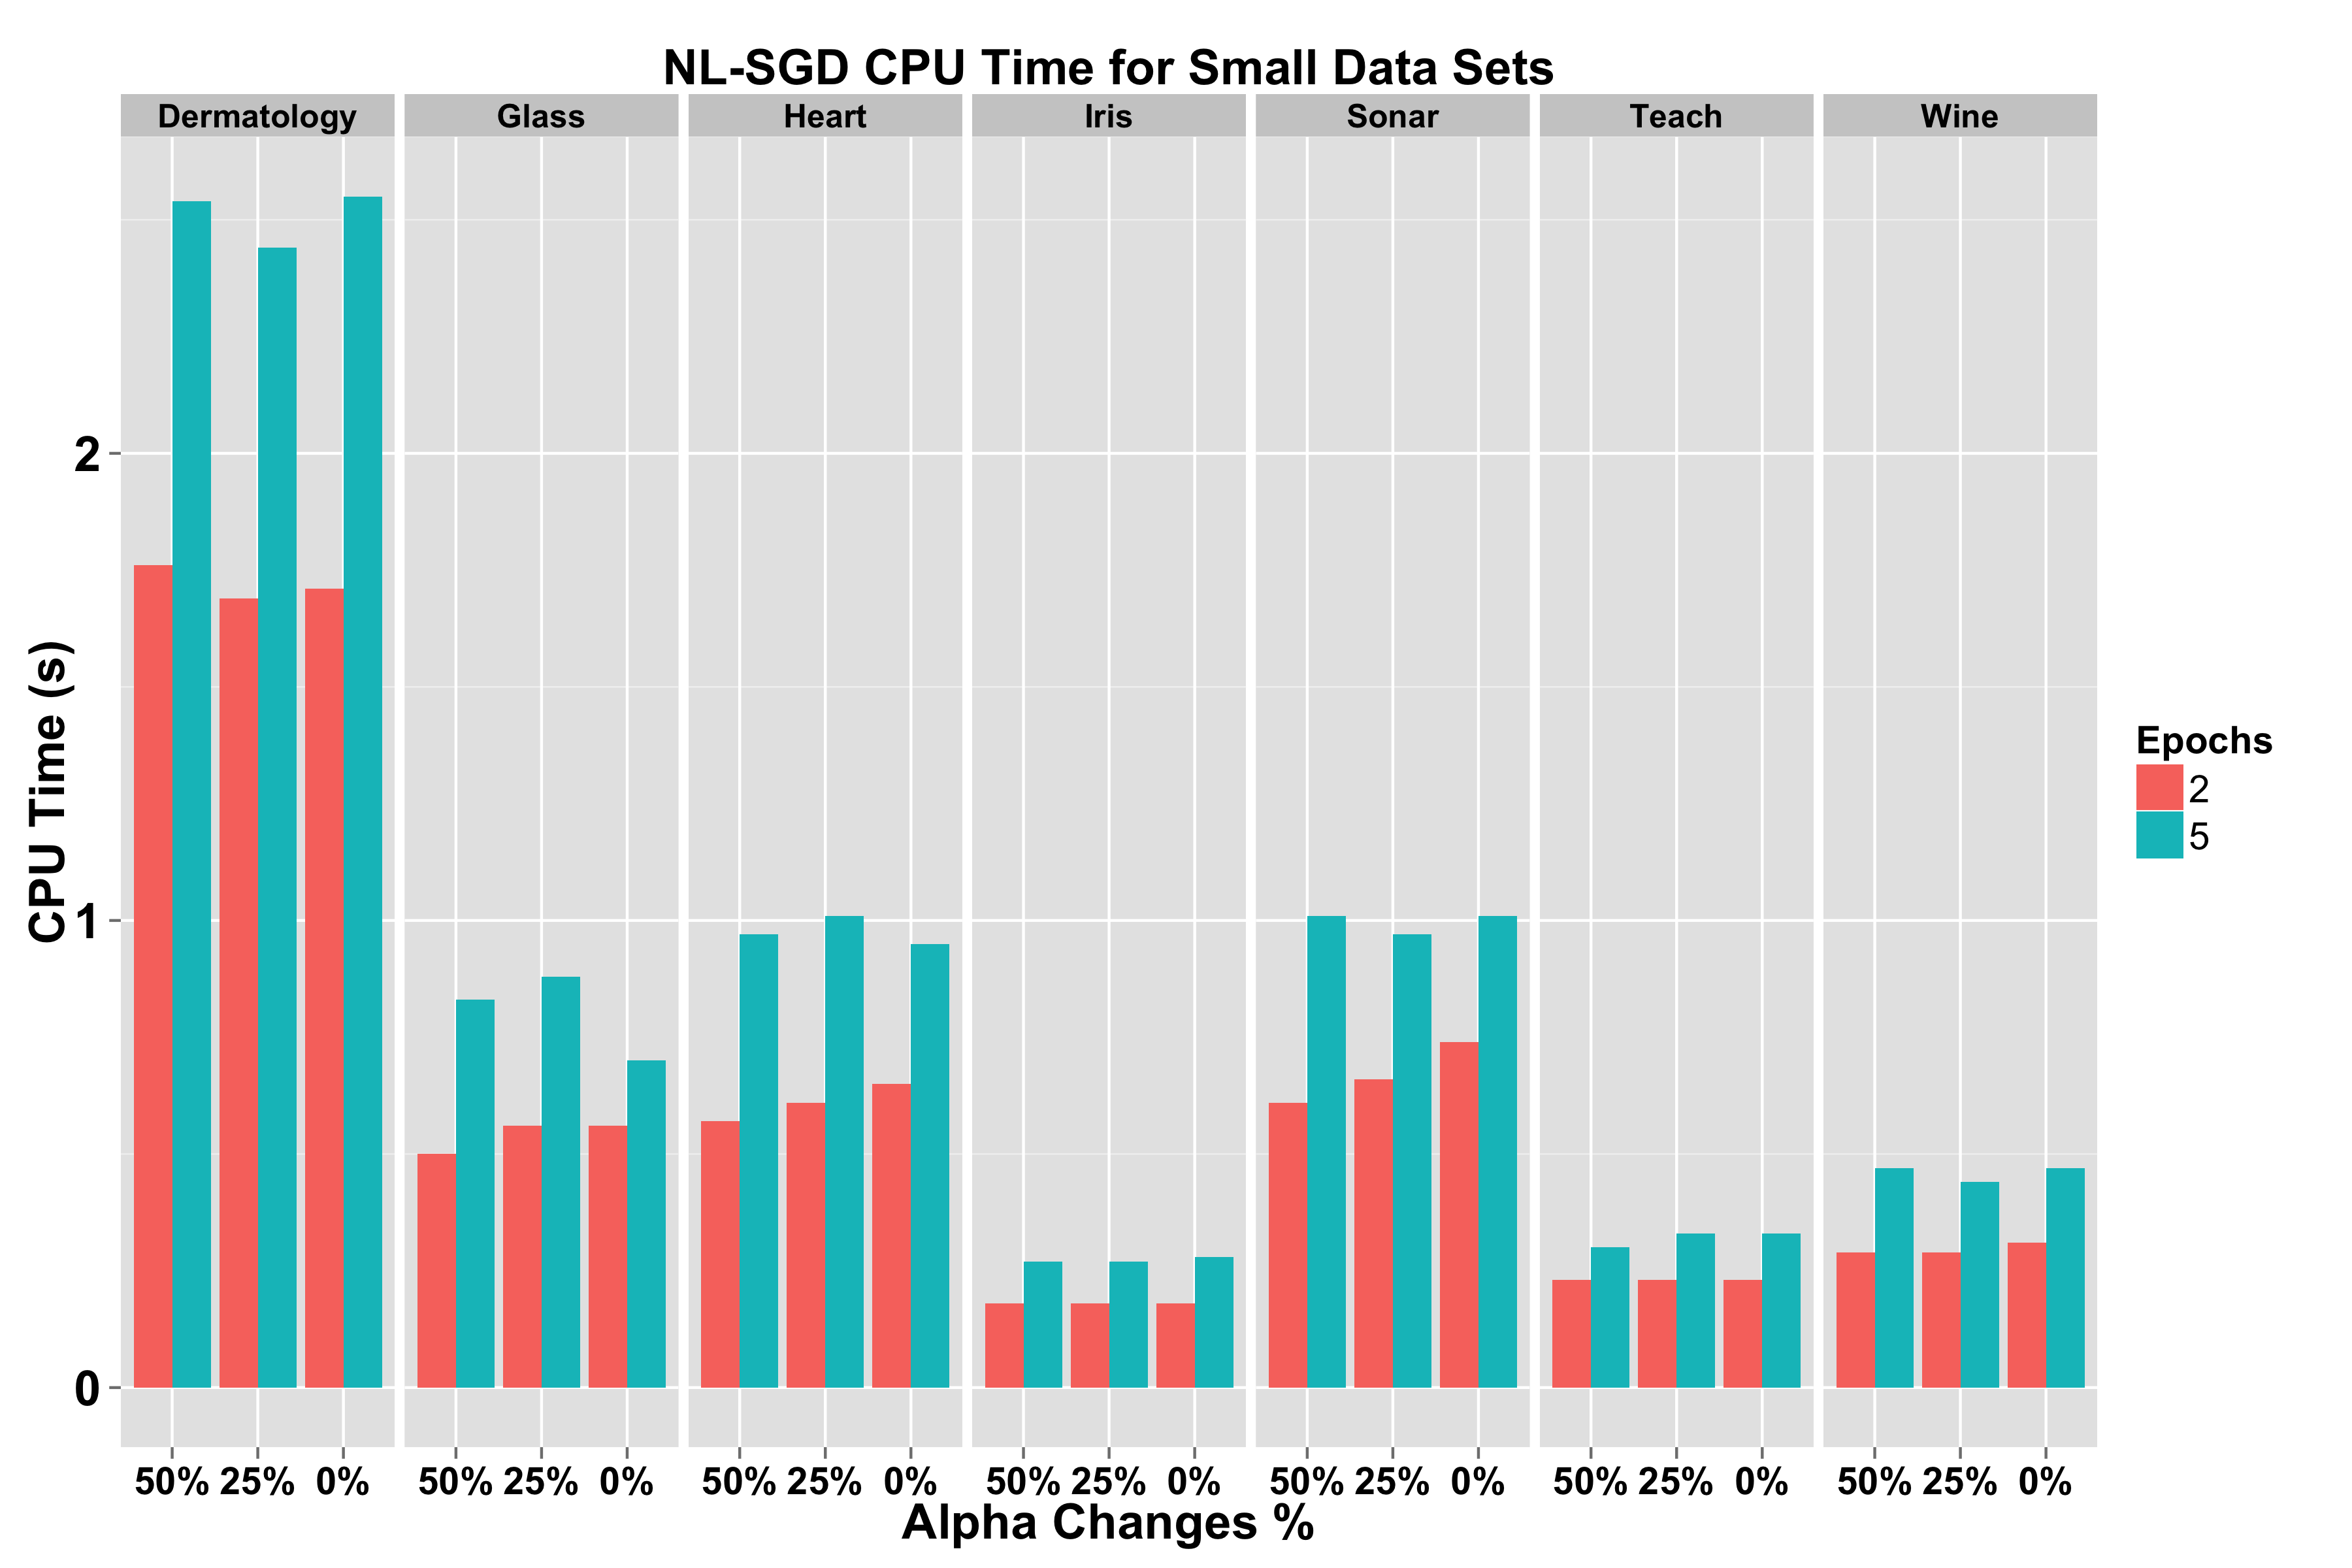 NL-SGD CPU Time for Small Data Sets
Dermatology Glass Heart Iris Sonar Teach Wine
CPU Time (s)
2
1
0
50% 25% 0% 50% 25% 0% 50% 25% 0% 50% 25% 0% 50% 25% 0% 50% 25% 0% 50% 25% 0%
Alpha Changes %
Epochs
2
5